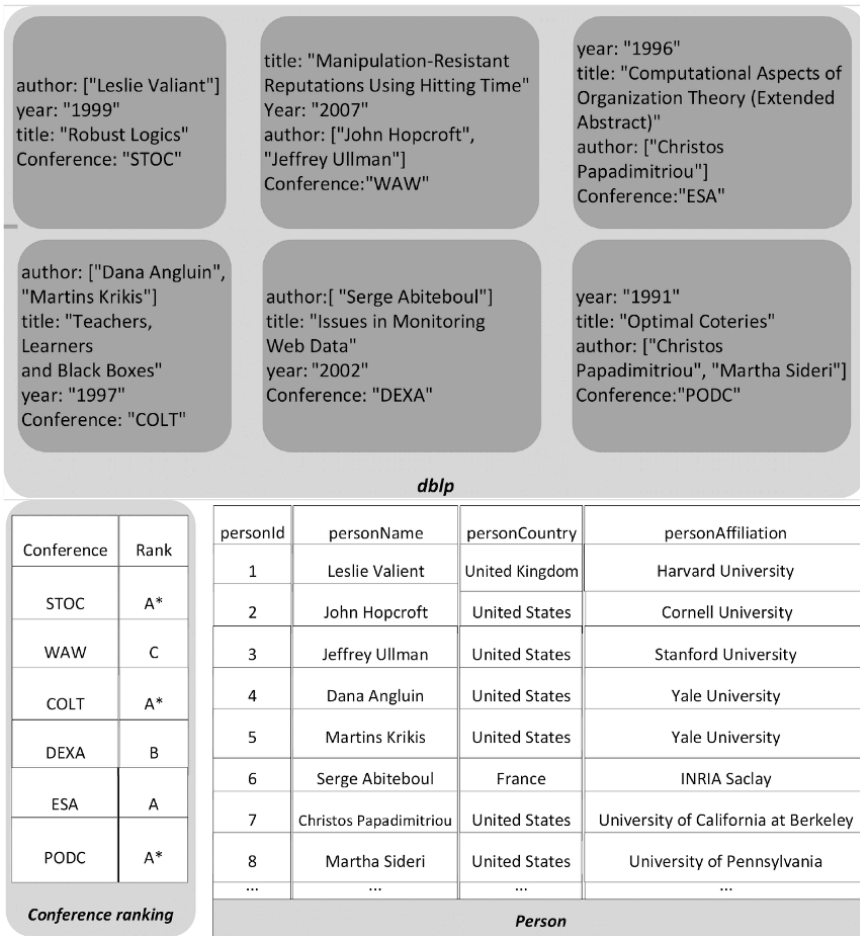 author: ["Leslie Valiant"]
year: "1999"
title: "Robust Logics"
Conference: "STOC"
title: "Manipulation-Resistant
Reputations Using Hitting Time"
Year: "2007"
author: ["John Hopcroft",
"Jeffrey Ullman"]
Conference:"WAW"
year: "1996"
title: "Computational Aspects of
Organization Theory (Extended
Abstract)"
author: ["Christos
Papadimitriou"]
Conference:"ESA"
author: ["Dana Angluin",
"Martins Krikis"]
title: "Teachers,
Learners
and Black Boxes"
year: "1997"
Conference: "COLT"
author:[ "Serge Abiteboul"]
title: "Issues in Monitoring
Web Data"
year: "2002"
Conference: "DEXA"
year: "1991"
title: "Optimal Coteries"
author: ["Christos
Papadimitriou", "Martha Sideri"]
Conference:"PODC"
dblp
Conference Rank
STOC A*
WAW C
COLT A*
DEXA B
ESA A
PODC A*
Conference ranking
personId personName personCountry personAffiliation
1 Leslie Valient United Kingdom Harvard University
2 John Hopcroft United States Cornell University
3 Jeffrey Ullman United States Stanford University
4 Dana Angluin United States Yale University
5 Martins Krikis United States Yale University
6 Serge Abiteboul France INRIA Saclay
7 Christos Papadimitriou United States University of California at Berkeley
8 Martha Sideri United States University of Pennsylvania
... ... ... ...
Person